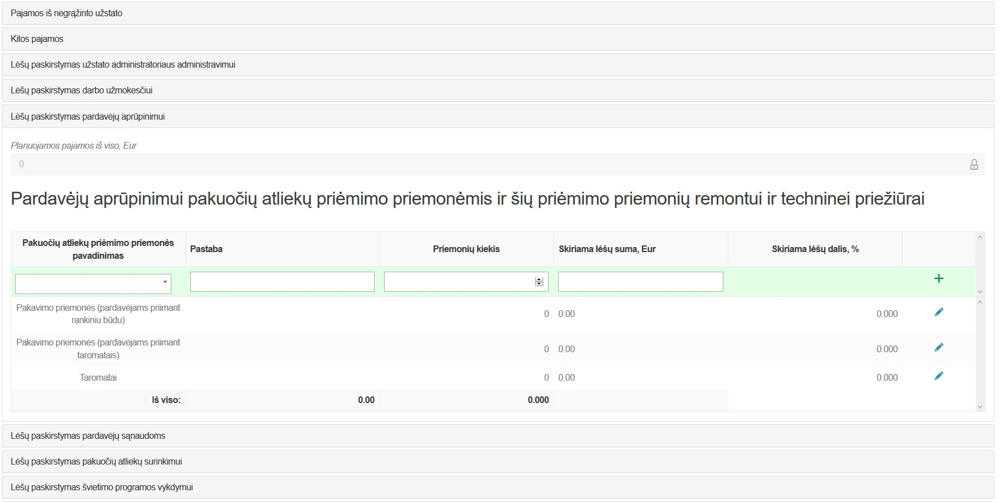 Pajamos iš negrąžinto užstato
Kitos pajamos
Lėšų paskirstymas užstato administratoriaus administravimui
Lėšų paskirstymas darbo užmokesčiui
Lėšų paskirstymas pardavėjų aprūpinimui
Planuojamos pajamos iš viso, Eur
0
Pardavėjų aprūpinimui pakuočių atliekų priėmimo priemonėmis ir šių priėmimo priemonių remontui ir techninei priežiūrai
Pakuočių atliekų priėmimo priemonės
pavadinimas
Pastaba
Priemonių kiekis
Skiriama lėšų suma, Eur
Skiriama lėšų dalis, %
Pakavimo priemonės (pardavėjams priimant
rankiniu būdu)
0
0.00
0.000
Pakavimo priemonės (pardavėjams priimant
taromatais)
0
0.00
0.000
Taromatai
0
0.00
0.000
Iš viso:
0.00
0.000
Lėšų paskirstymas pardavėjų sąnaudoms
Lėšų paskirstymas pakuočių atliekų surinkimui
Lėšų paskirstymas švietimo programos vykdymui